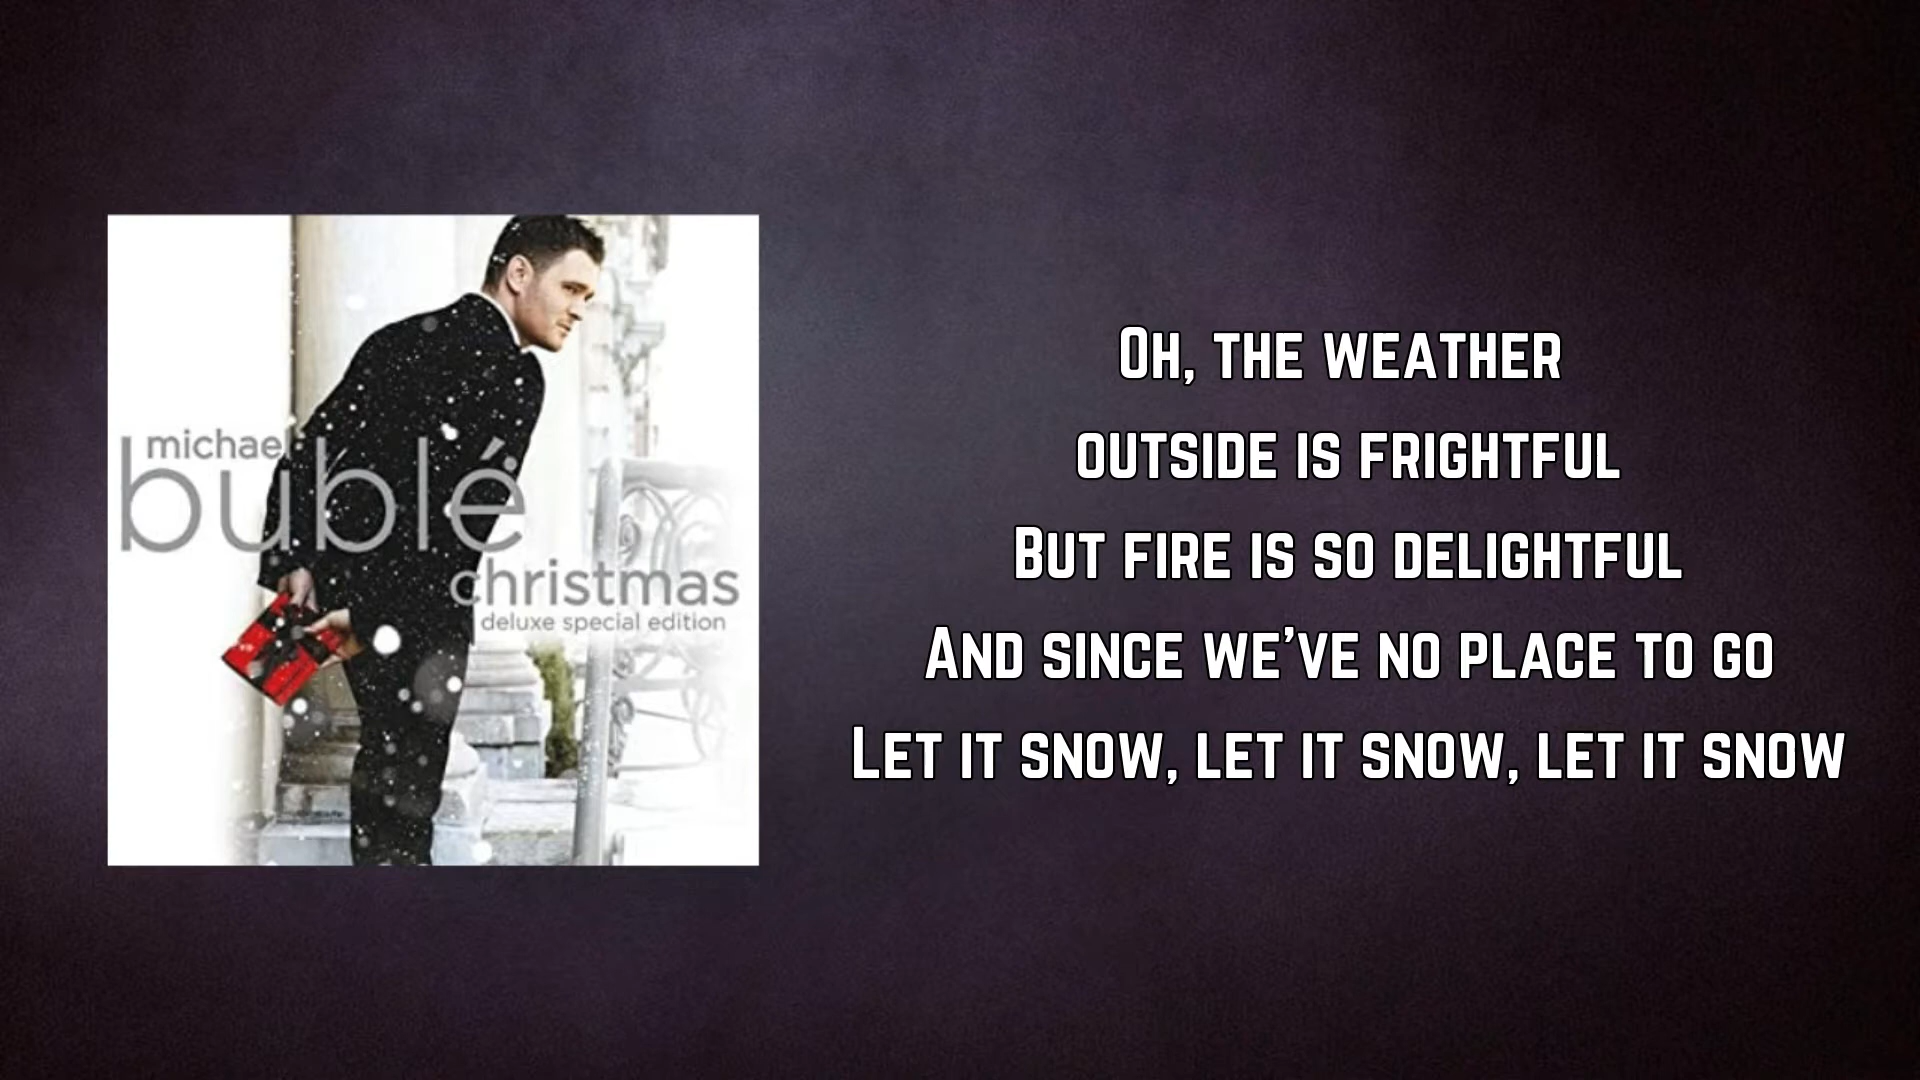 michael
bublé
christmas
deluxe special edition
Oh, the weather
outside is frightful
But fire is so delightful
And since we've no place to go
Let it snow, let it snow, let it snow